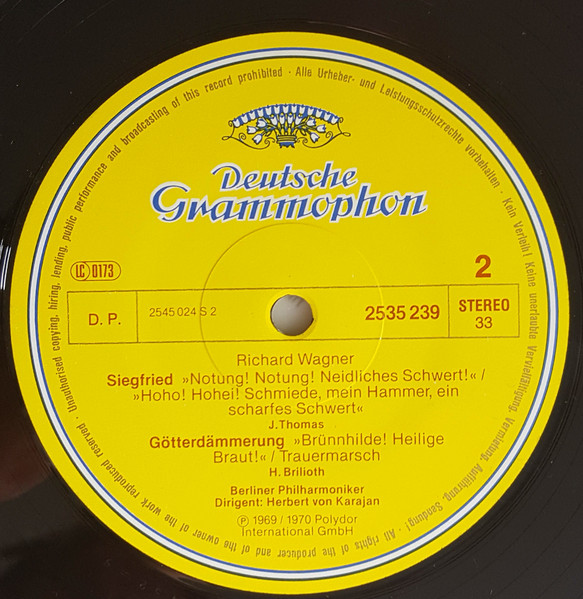 Deutsche
Grammophon
LC 0173
2
D. P.
2545 024 S 2
2535 239
STEREO
33
Richard Wagner
Siegfried »Notung! Notung! Neidliches Schwert!« /
»Hoho! Hohei! Schmiede, mein Hammer, ein
scharfes Schwert«
J. Thomas
Götterdämmerung »Brünnhilde! Heilige
Braut!« / Trauermarsch
H. Brilioth
Berliner Philharmoniker
Dirigent: Herbert von Karajan
Ⓟ 1969 / 1970 Polydor
International GmbH
Alle Urheber- und Leistungsschutzrechte vorbehalten · Kein Verleih! Keine unerlaubte Vervielfältigung, Vermietung, Aufführung, Sendung! · All rights of the producer and of the owner of the work reproduced reserved · Unauthorised copying, hiring, lending, public performance and broadcasting of this record prohibited ·